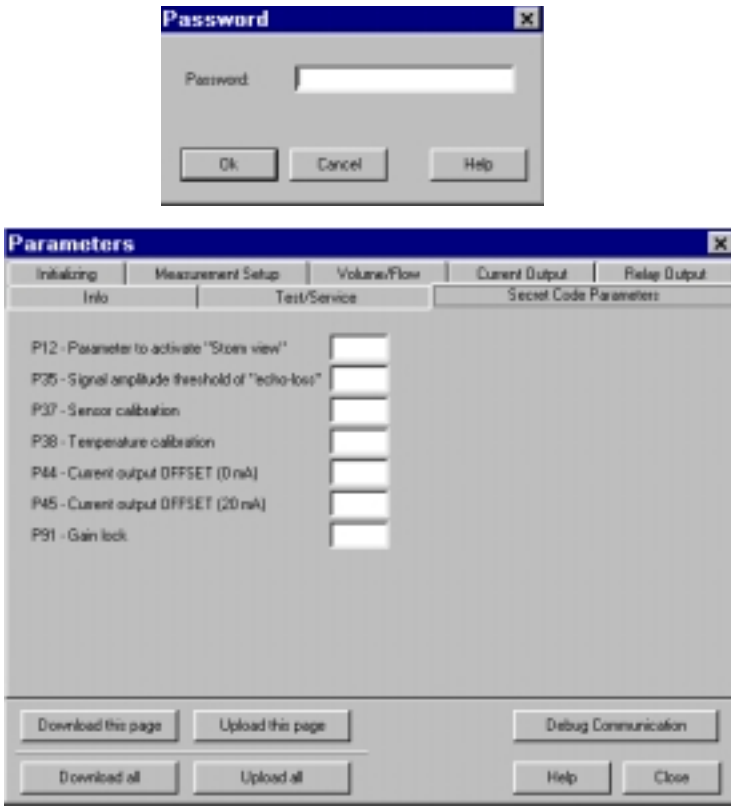 Password
Password:
Ok Cancel Help
Parameters
Initializing Measurement Setup Volume/Flow Current Output Relay Output
Info Test/Service Secret Code Parameters
P12 - Parameter to activate "Storm view"
P35 - Signal amplitude threshold of "echo-loss"
P37 - Sensor calibration
P38 - Temperature calibration
P44 - Current output OFFSET (0 mA)
P45 - Current output OFFSET (20 mA)
P91 - Gain lock
Download this page Upload this page Debug Communication
Download all Upload all Help Close